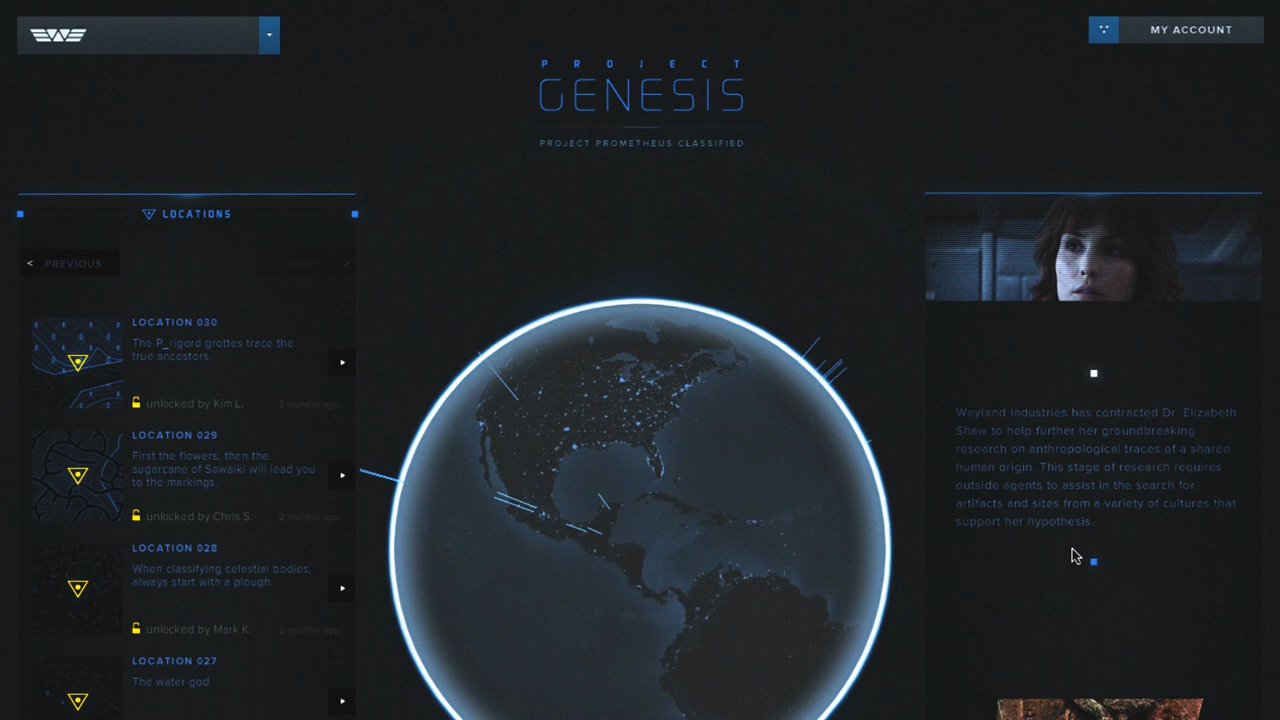 MY ACCOUNT
PROJECT
GENESIS
PROJECT PROMETHEUS CLASSIFIED
LOCATIONS
< PREVIOUS
NEXT >
LOCATION 030
The P_rigord grottes trace the
true ancestors.
unlocked by Kim L. 2 months ago
LOCATION 029
First the flowers, then the
sugarcane of Sawaiki will lead you
to the markings.
unlocked by Chris S. 2 months ago
LOCATION 028
When classifying celestial bodies,
always start with a plough.
unlocked by Mark K. 2 months ago
LOCATION 027
The water god
Weyland Industries has contracted Dr. Elizabeth
Shaw to help further her groundbreaking
research on anthropological traces of a shared
human origin. This stage of research requires
outside agents to assist in the search for
artifacts and sites from a variety of cultures that
support her hypothesis.